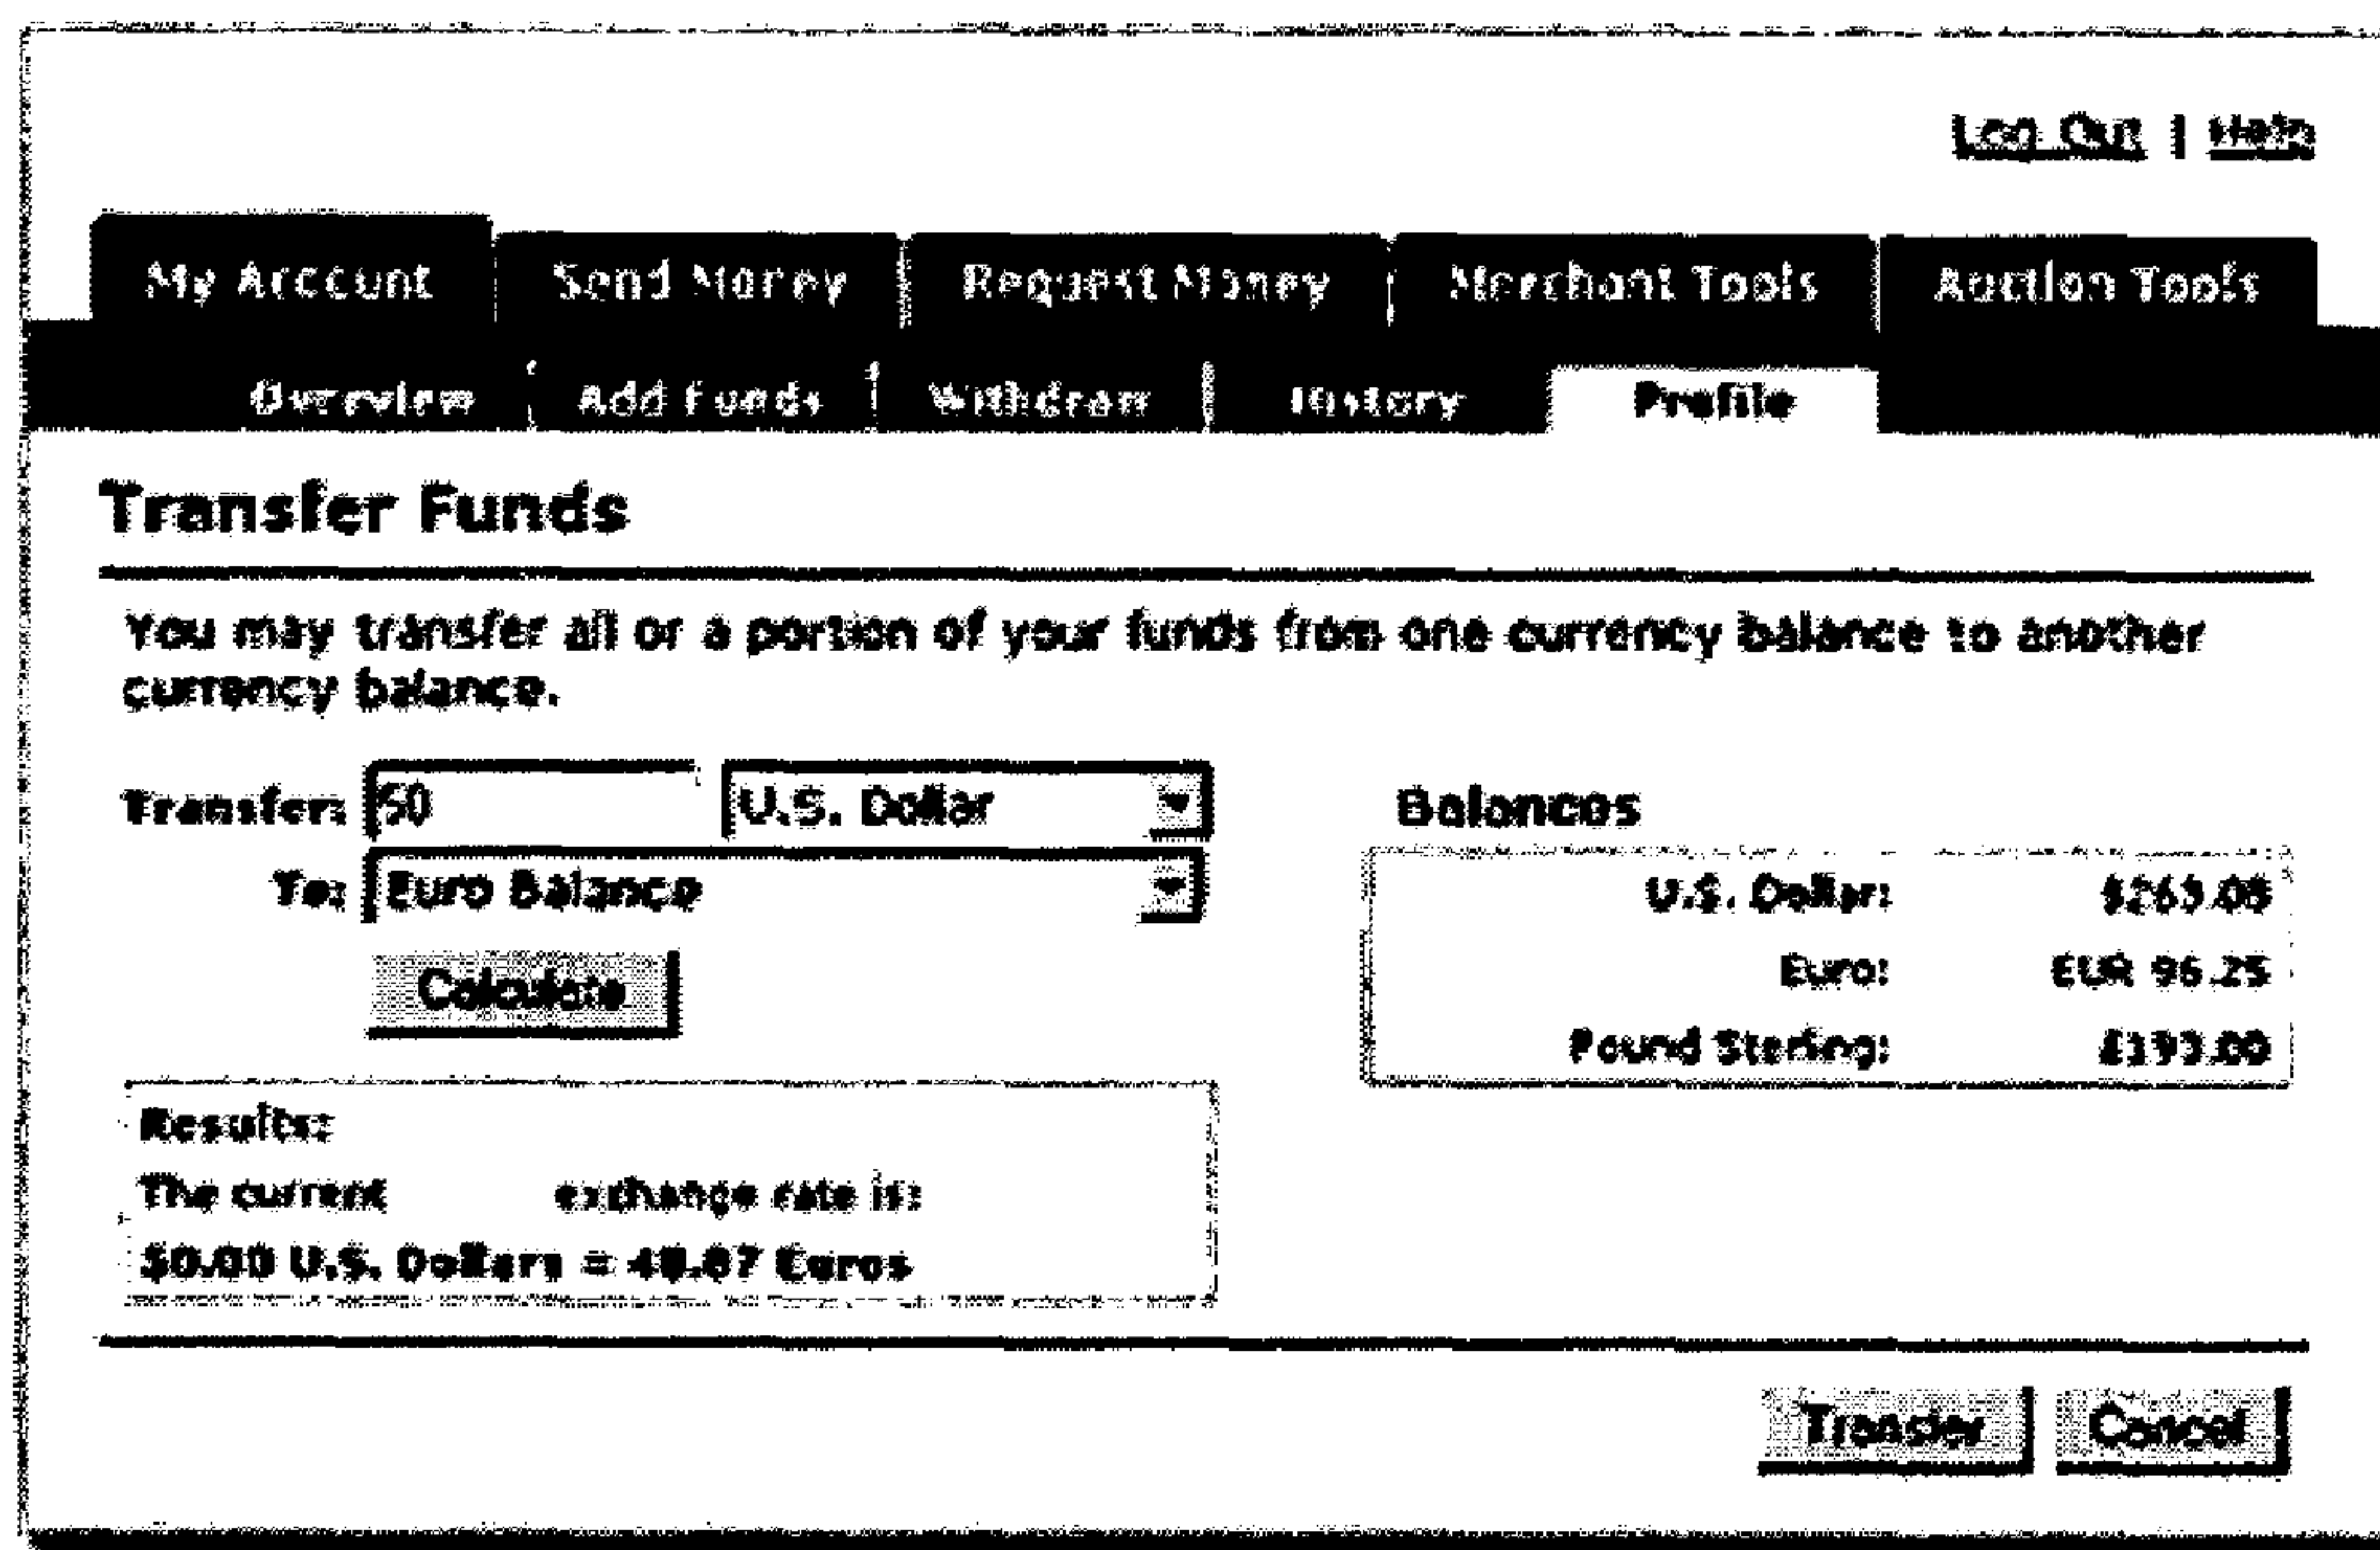 Log Out | Help
My Account Send Money Request Money Merchant Tools Auction Tools
Overview Add Funds Withdraw History Profile
Transfer Funds
You may transfer all or a portion of your funds from one currency balance to another
currency balance.
Transfer: 50 U.S. Dollar
To: Euro Balance
Calculate
Balances
U.S. Dollar:
Euro: EUR 96.25
Pound Sterling:
Results:
The current exchange rate is:
50.00 U.S. Dollars = Euros
Transfer Cancel